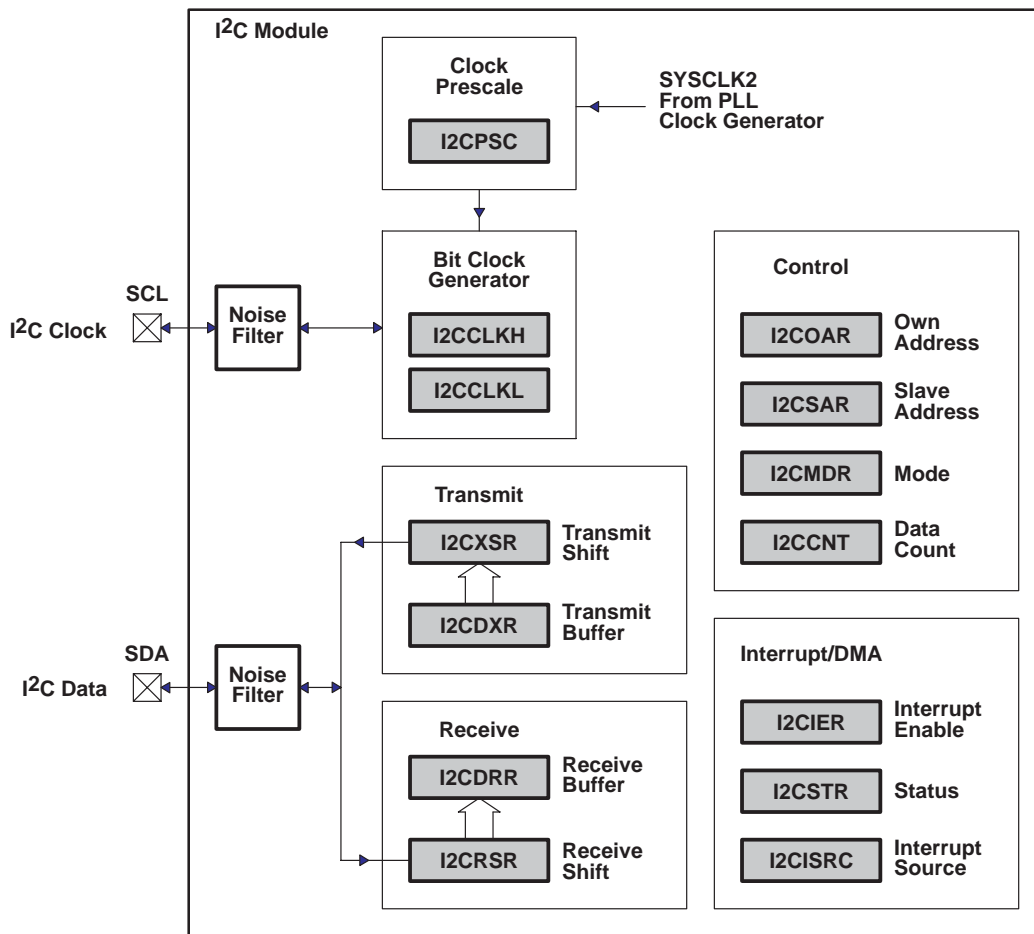 I2C Module
Clock
Prescale
I2CPSC
SYSCLK2
From PLL
Clock Generator
Bit Clock
Generator
I2CCLKH
I2CCLKL
SCL
I2C Clock
Noise
Filter
Control
I2COAR
Own
Address
I2CSAR
Slave
Address
I2CMDR
Mode
I2CCNT
Data
Count
Transmit
I2CXSR
Transmit
Shift
I2CDXR
Transmit
Buffer
SDA
I2C Data
Noise
Filter
Receive
I2CDRR
Receive
Buffer
I2CRSR
Receive
Shift
Interrupt/DMA
I2CIER
Interrupt
Enable
I2CSTR
Status
I2CISRC
Interrupt
Source